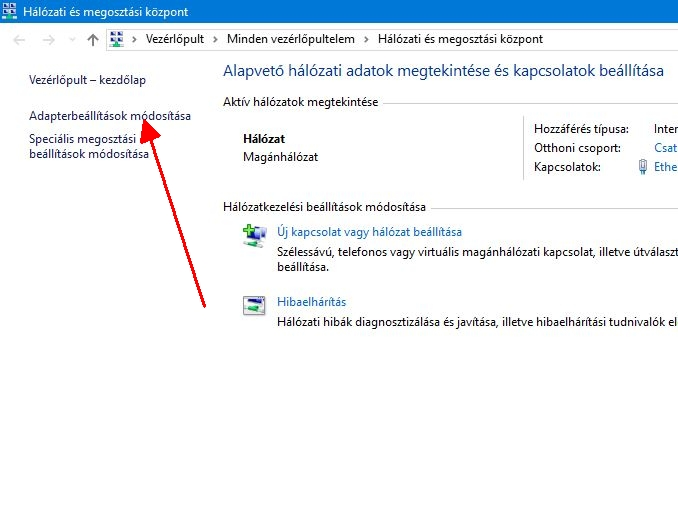 Hálózati és megosztási központ
Vezérlőpult > Minden vezérlőpultelem > Hálózati és megosztási központ
Vezérlőpult – kezdőlap
Adapterbeállítások módosítása
Speciális megosztási
beállítások módosítása
Alapvető hálózati adatok megtekintése és kapcsolatok beállítása
Aktív hálózatok megtekintése
Hálózat
Magánhálózat
Hozzáférés típusa: Inter
Otthoni csoport: Csat
Kapcsolatok: Ethe
Hálózatkezelési beállítások módosítása
Új kapcsolat vagy hálózat beállítása
Szélessávú, telefonos vagy virtuális magánhálózati kapcsolat, illetve útválaszt
beállítása.
Hibaelhárítás
Hálózati hibák diagnosztizálása és javítása, illetve hibaelhárítási tudnivalók el